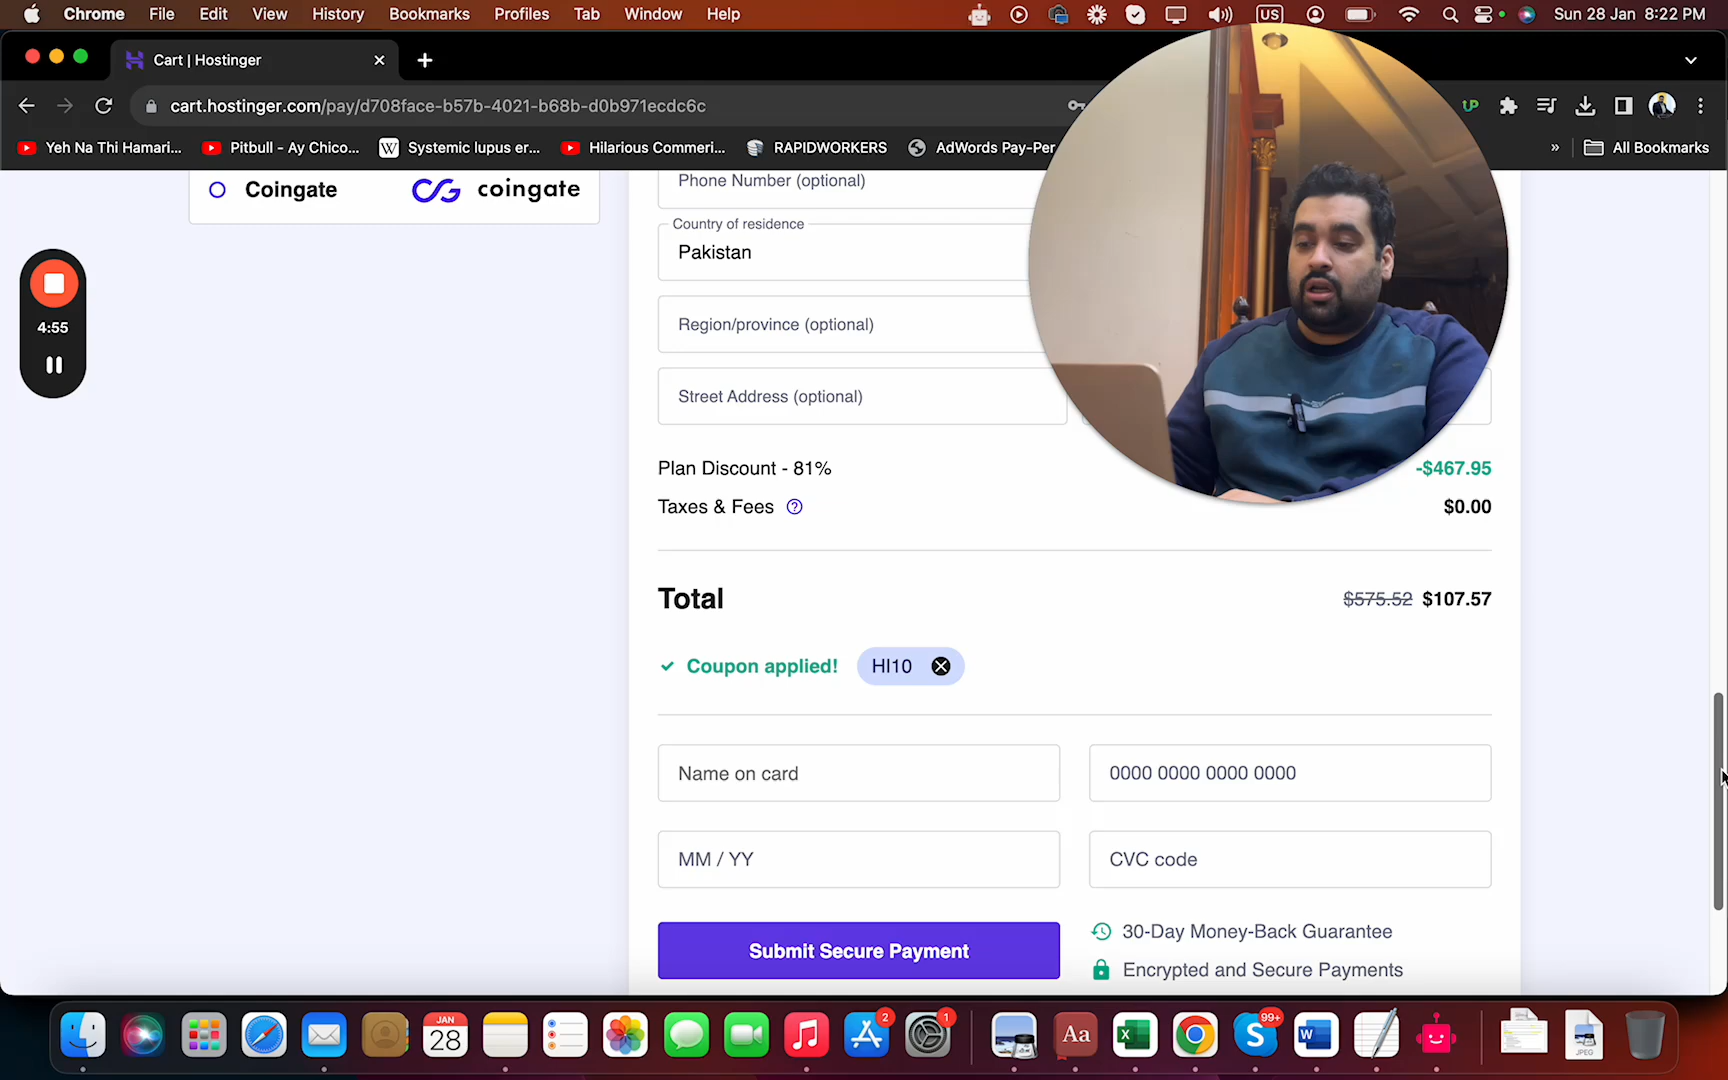 Chrome File Edit View History Bookmarks Profiles Tab Window Help US Sun 28 Jan 8:22 PM
Cart | Hostinger
cart.hostinger.com/pay/d708face-b57b-4021-b68b-d0b971ecdc6c UP
Yeh Na Thi Hamari... Pitbull - Ay Chico... W Systemic lupus er... Hilarious Commeri... RAPIDWORKERS AdWords Pay-Per » All Bookmarks
Coingate coingate
4:55
Phone Number (optional)
Country of residence
Pakistan
Region/province (optional)
Street Address (optional)
Plan Discount - 81% -$467.95
Taxes & Fees ? $0.00
Total $575.52 $107.57
Coupon applied! HI10
Name on card 0000 0000 0000 0000
MM / YY CVC code
Submit Secure Payment
30-Day Money-Back Guarantee
Encrypted and Secure Payments
JAN
28
2
1
Aa
X
S
99+
W
JPEG